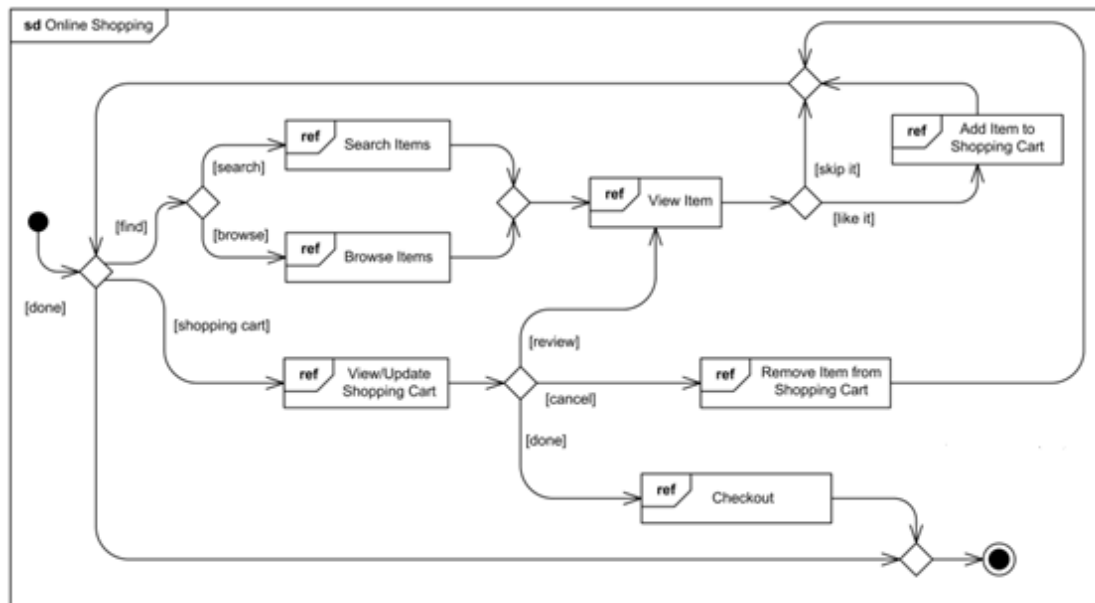 sd Online Shopping
ref
Search Items
[search]
ref
Add Item to
Shopping Cart
[skip it]
ref
View Item
[find]
[browse]
[like it]
ref
Browse Items
[done]
[shopping cart]
[review]
ref
View/Update
Shopping Cart
ref
Remove Item from
Shopping Cart
[cancel]
[done]
ref
Checkout